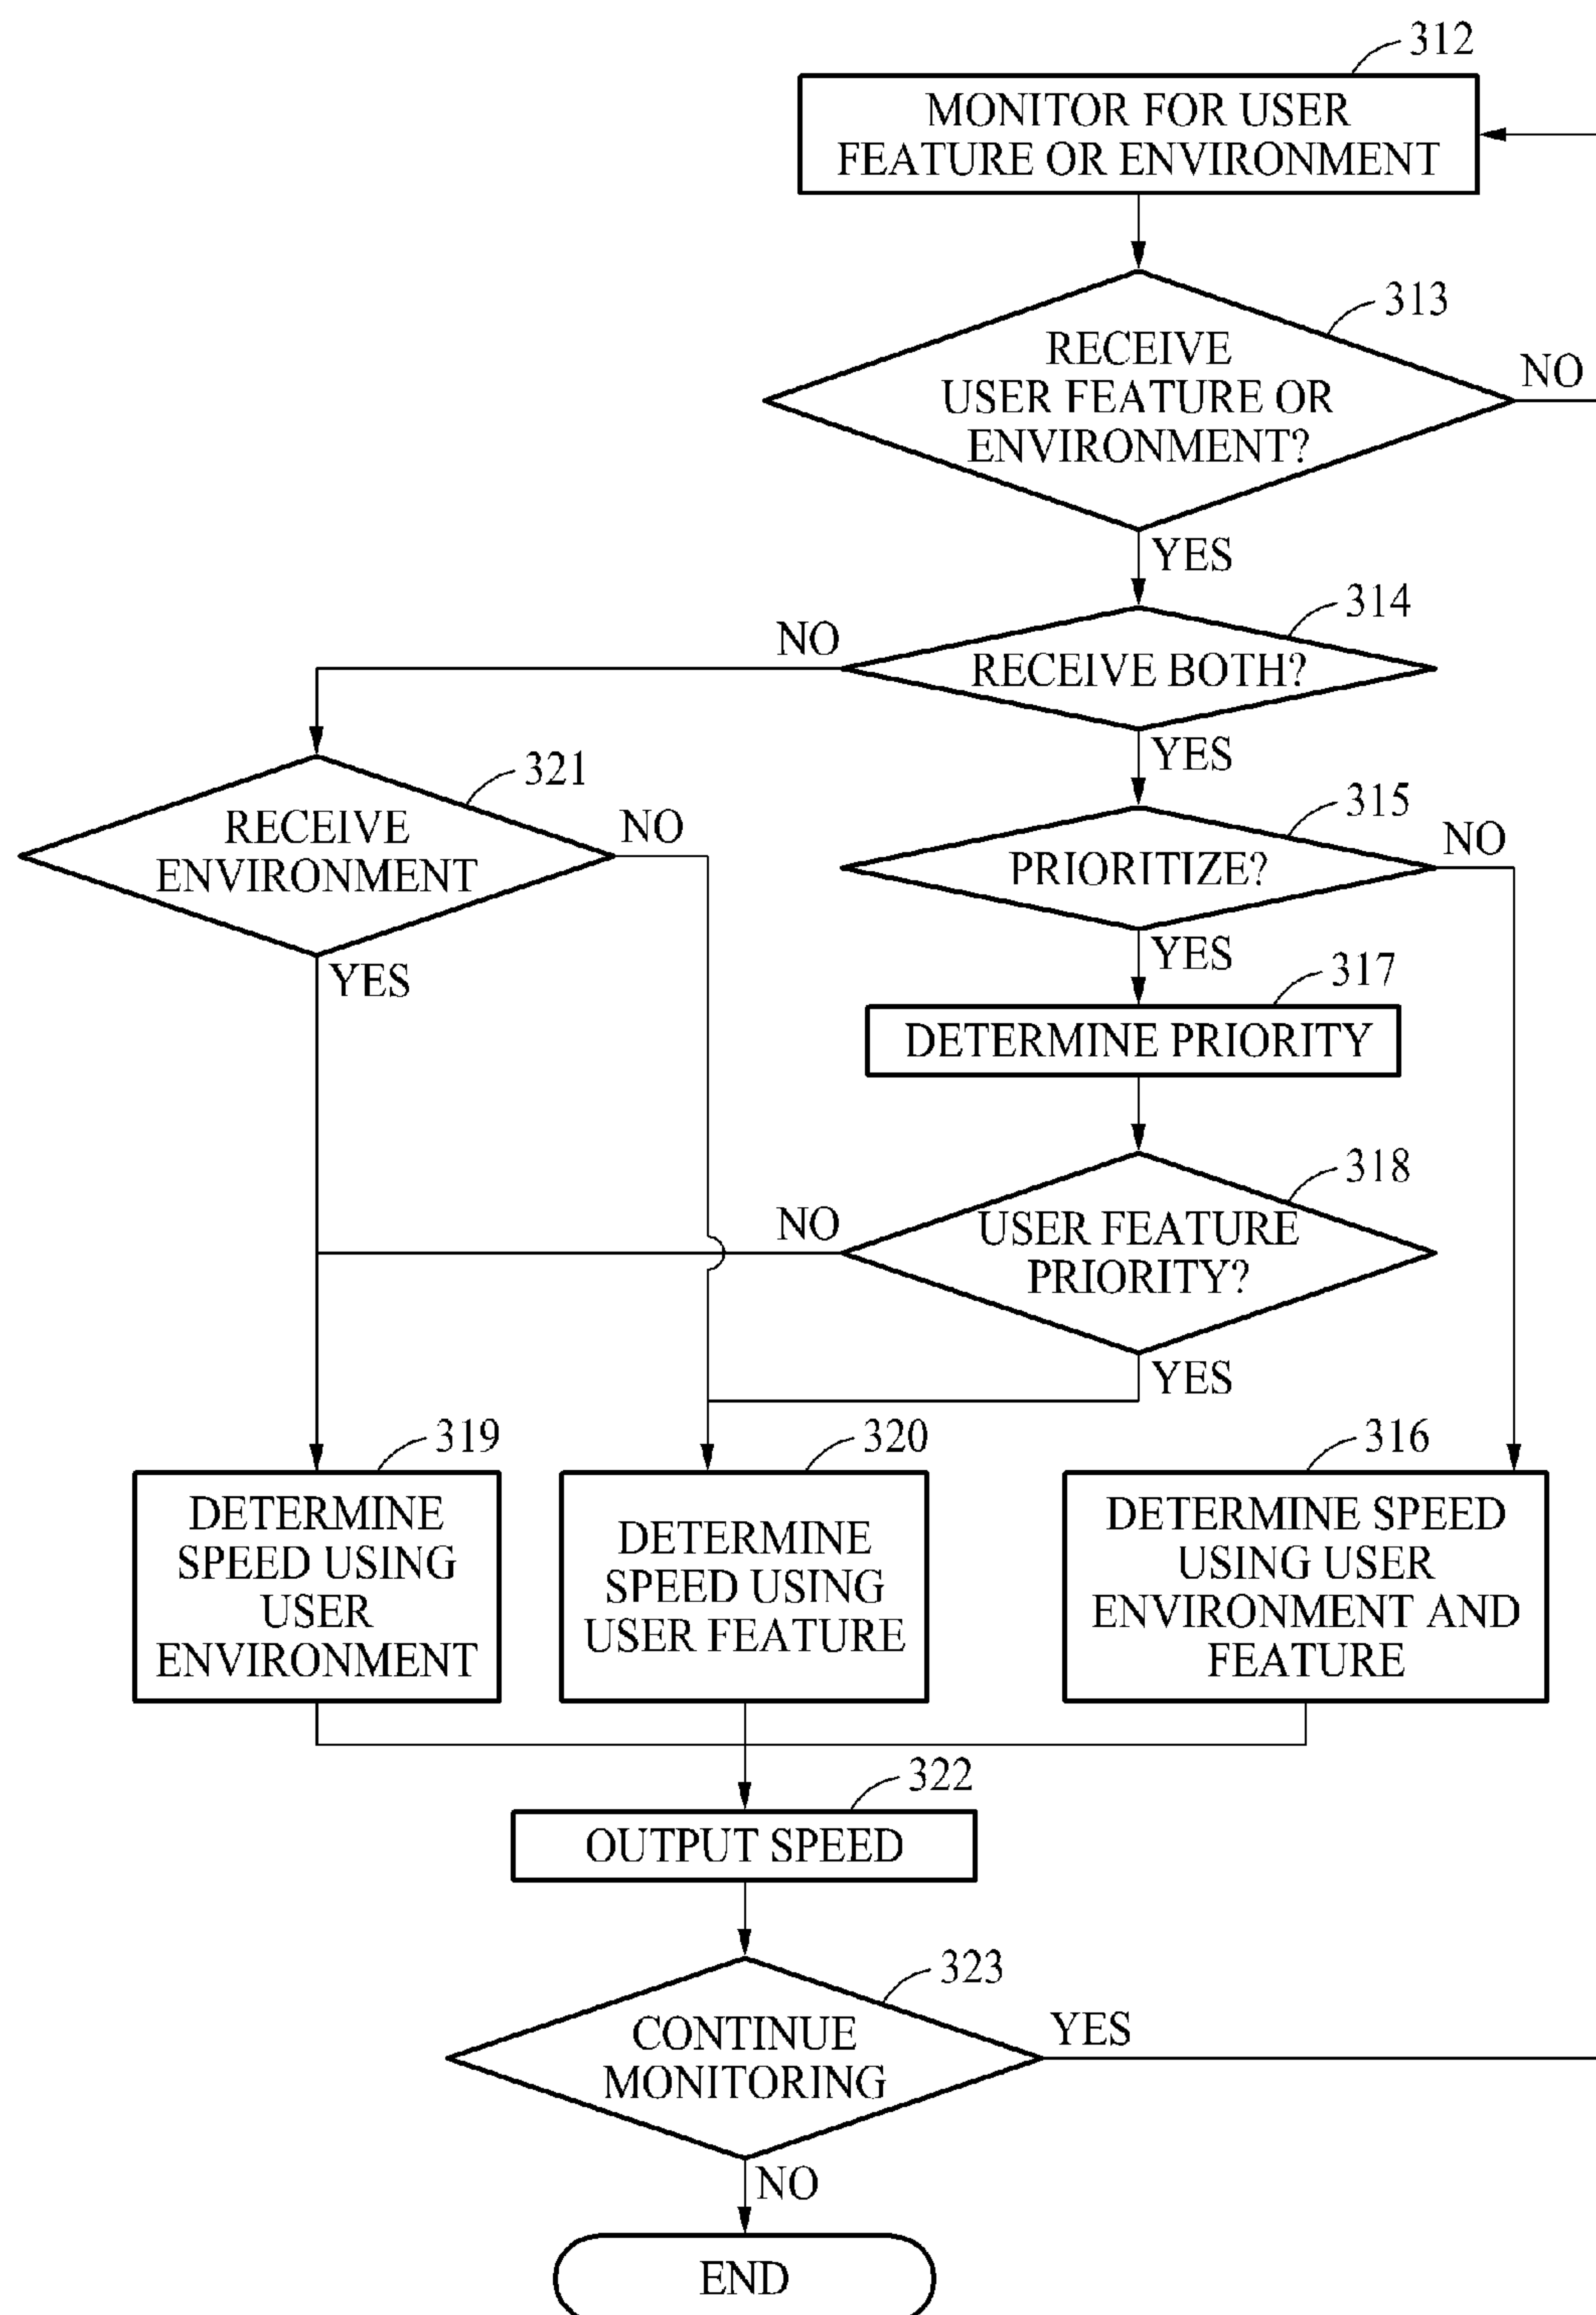 312
MONITOR FOR USER
FEATURE OR ENVIRONMENT
313
RECEIVE
USER FEATURE OR
ENVIRONMENT?
NO
YES
314
NO
RECEIVE BOTH?
YES
321
RECEIVE
ENVIRONMENT
NO
YES
315
PRIORITIZE?
NO
YES
317
DETERMINE PRIORITY
318
NO
USER FEATURE
PRIORITY?
YES
319
DETERMINE
SPEED USING
USER
ENVIRONMENT
320
DETERMINE
SPEED USING
USER FEATURE
316
DETERMINE SPEED
USING USER
ENVIRONMENT AND
FEATURE
322
OUTPUT SPEED
323
CONTINUE
MONITORING
YES
NO
END